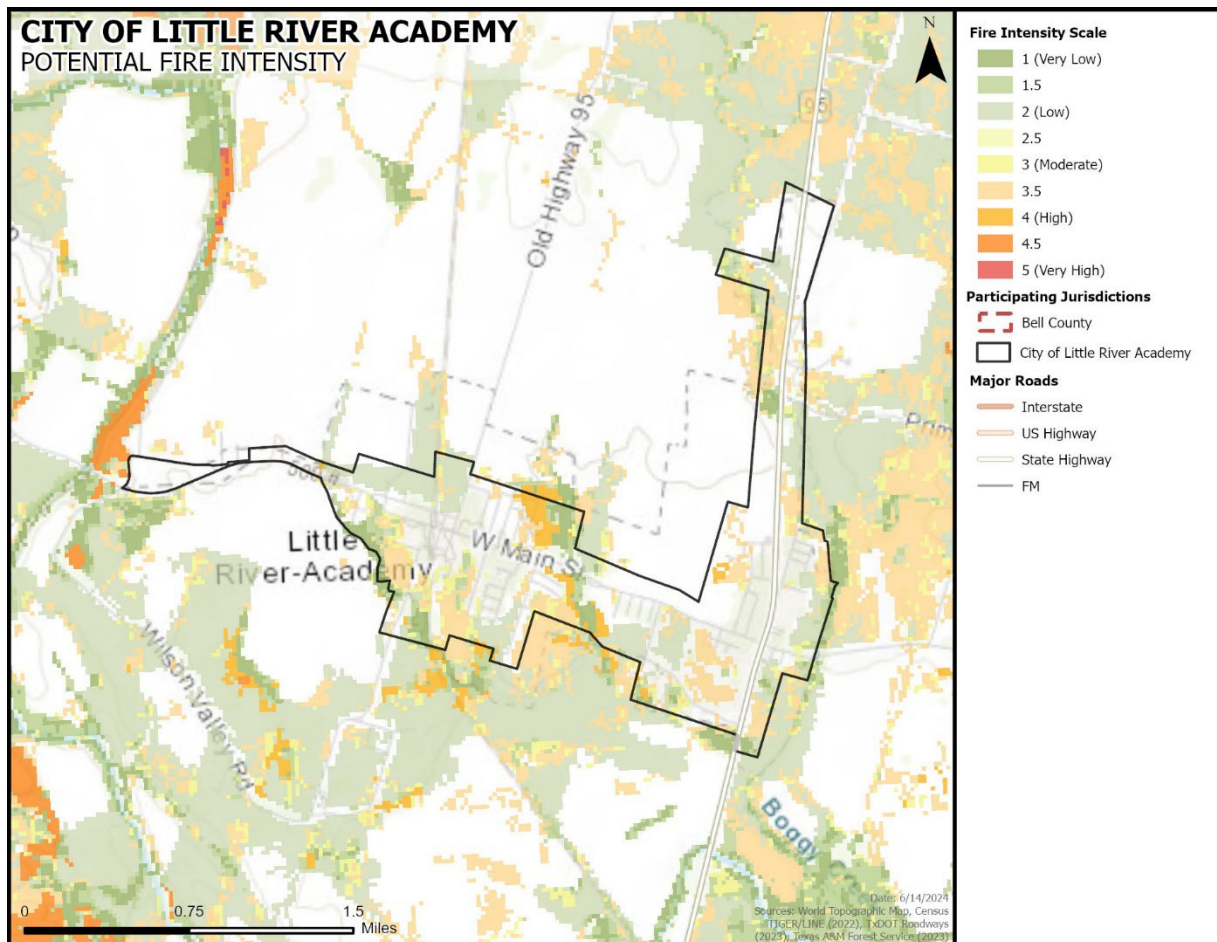 CITY OF LITTLE RIVER ACADEMY
POTENTIAL FIRE INTENSITY
N
95
Old Highway 95
500 ft
Little
River-Academy
W Main St
Wilson Valley Rd
Boggy
0 0.75 1.5
Miles
Date: 6/14/2024
Sources: World Topographic Map, Census
TIGER/LINE (2022), TxDOT Roadways
(2023), Texas A&M Forest Service (2023)
Fire Intensity Scale
1 (Very Low)
1.5
2 (Low)
2.5
3 (Moderate)
3.5
4 (High)
4.5
5 (Very High)
Participating Jurisdictions
Bell County
City of Little River Academy
Major Roads
Interstate
US Highway
State Highway
FM